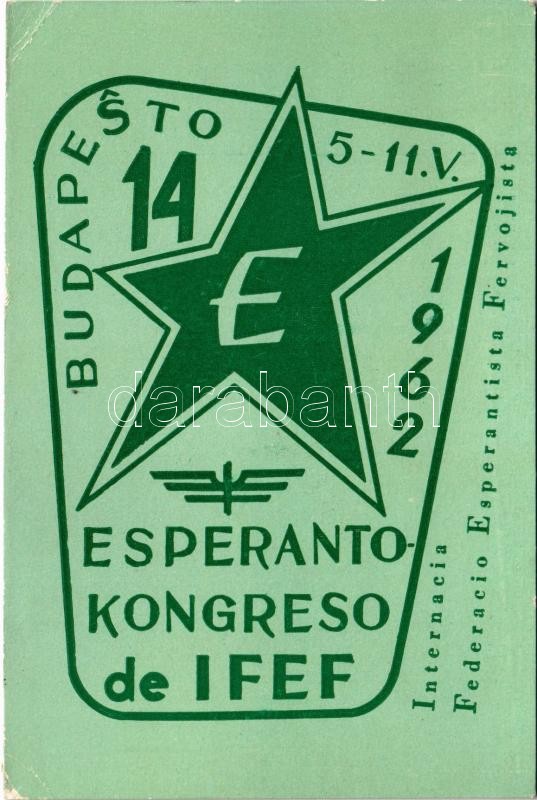 BUDAPEŜTO
14
5-11.V.
1962
E
ESPERANTO-
KONGRESO
de IFEF
Internacia
Federacio Esperantista Fervojista
darabanth